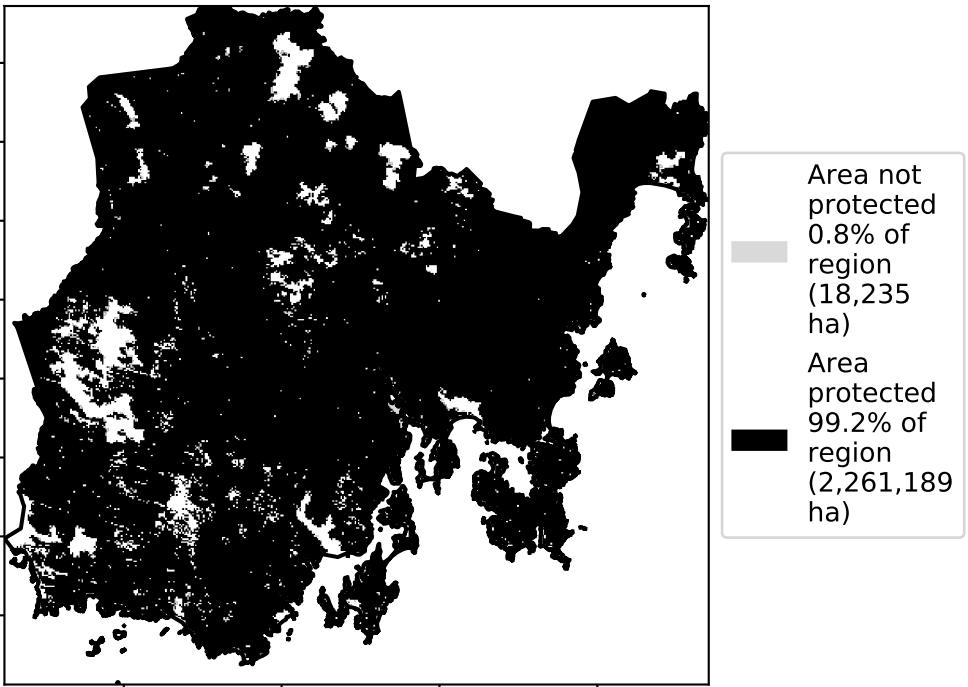 Area not
protected
0.8% of
region
(18,235
ha)
Area
protected
99.2% of
region
(2,261,189
ha)